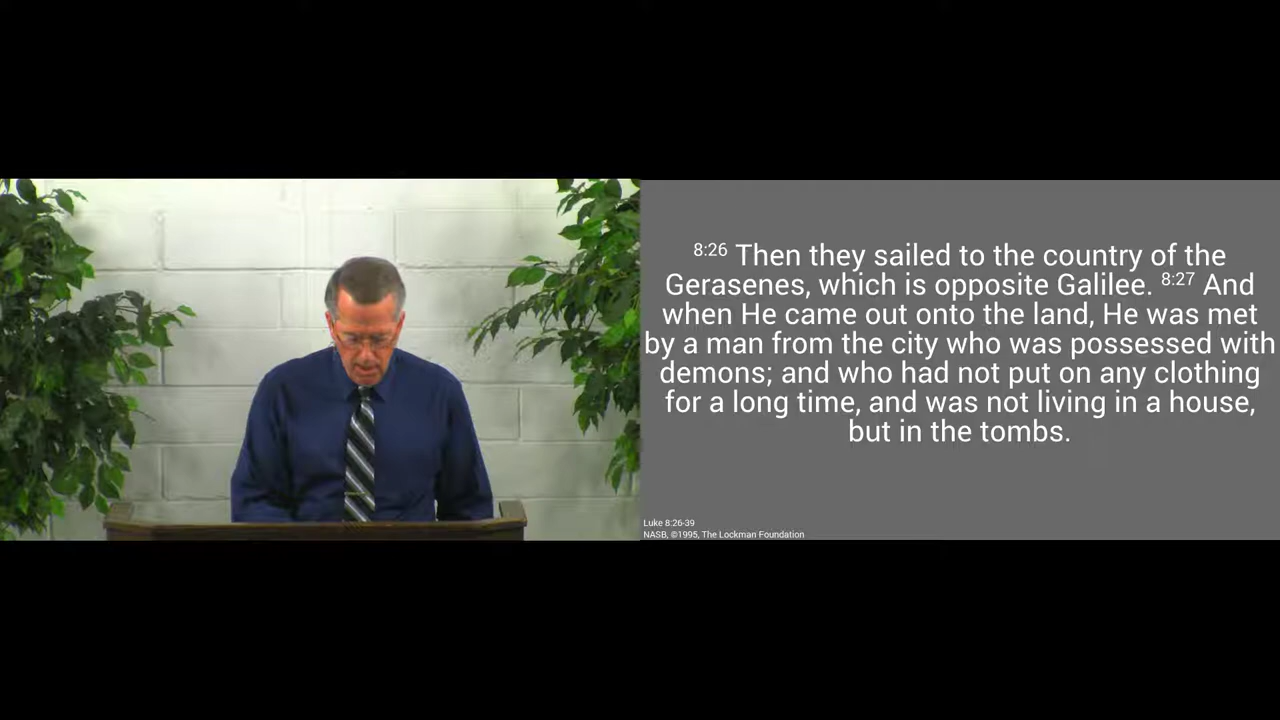 8:26 Then they sailed to the country of the
Gerasenes, which is opposite Galilee. 8:27 And
when He came out onto the land, He was met
by a man from the city who was possessed with
demons; and who had not put on any clothing
for a long time, and was not living in a house,
but in the tombs.
Luke 8:26-39
NASB, ©1995, The Lockman Foundation